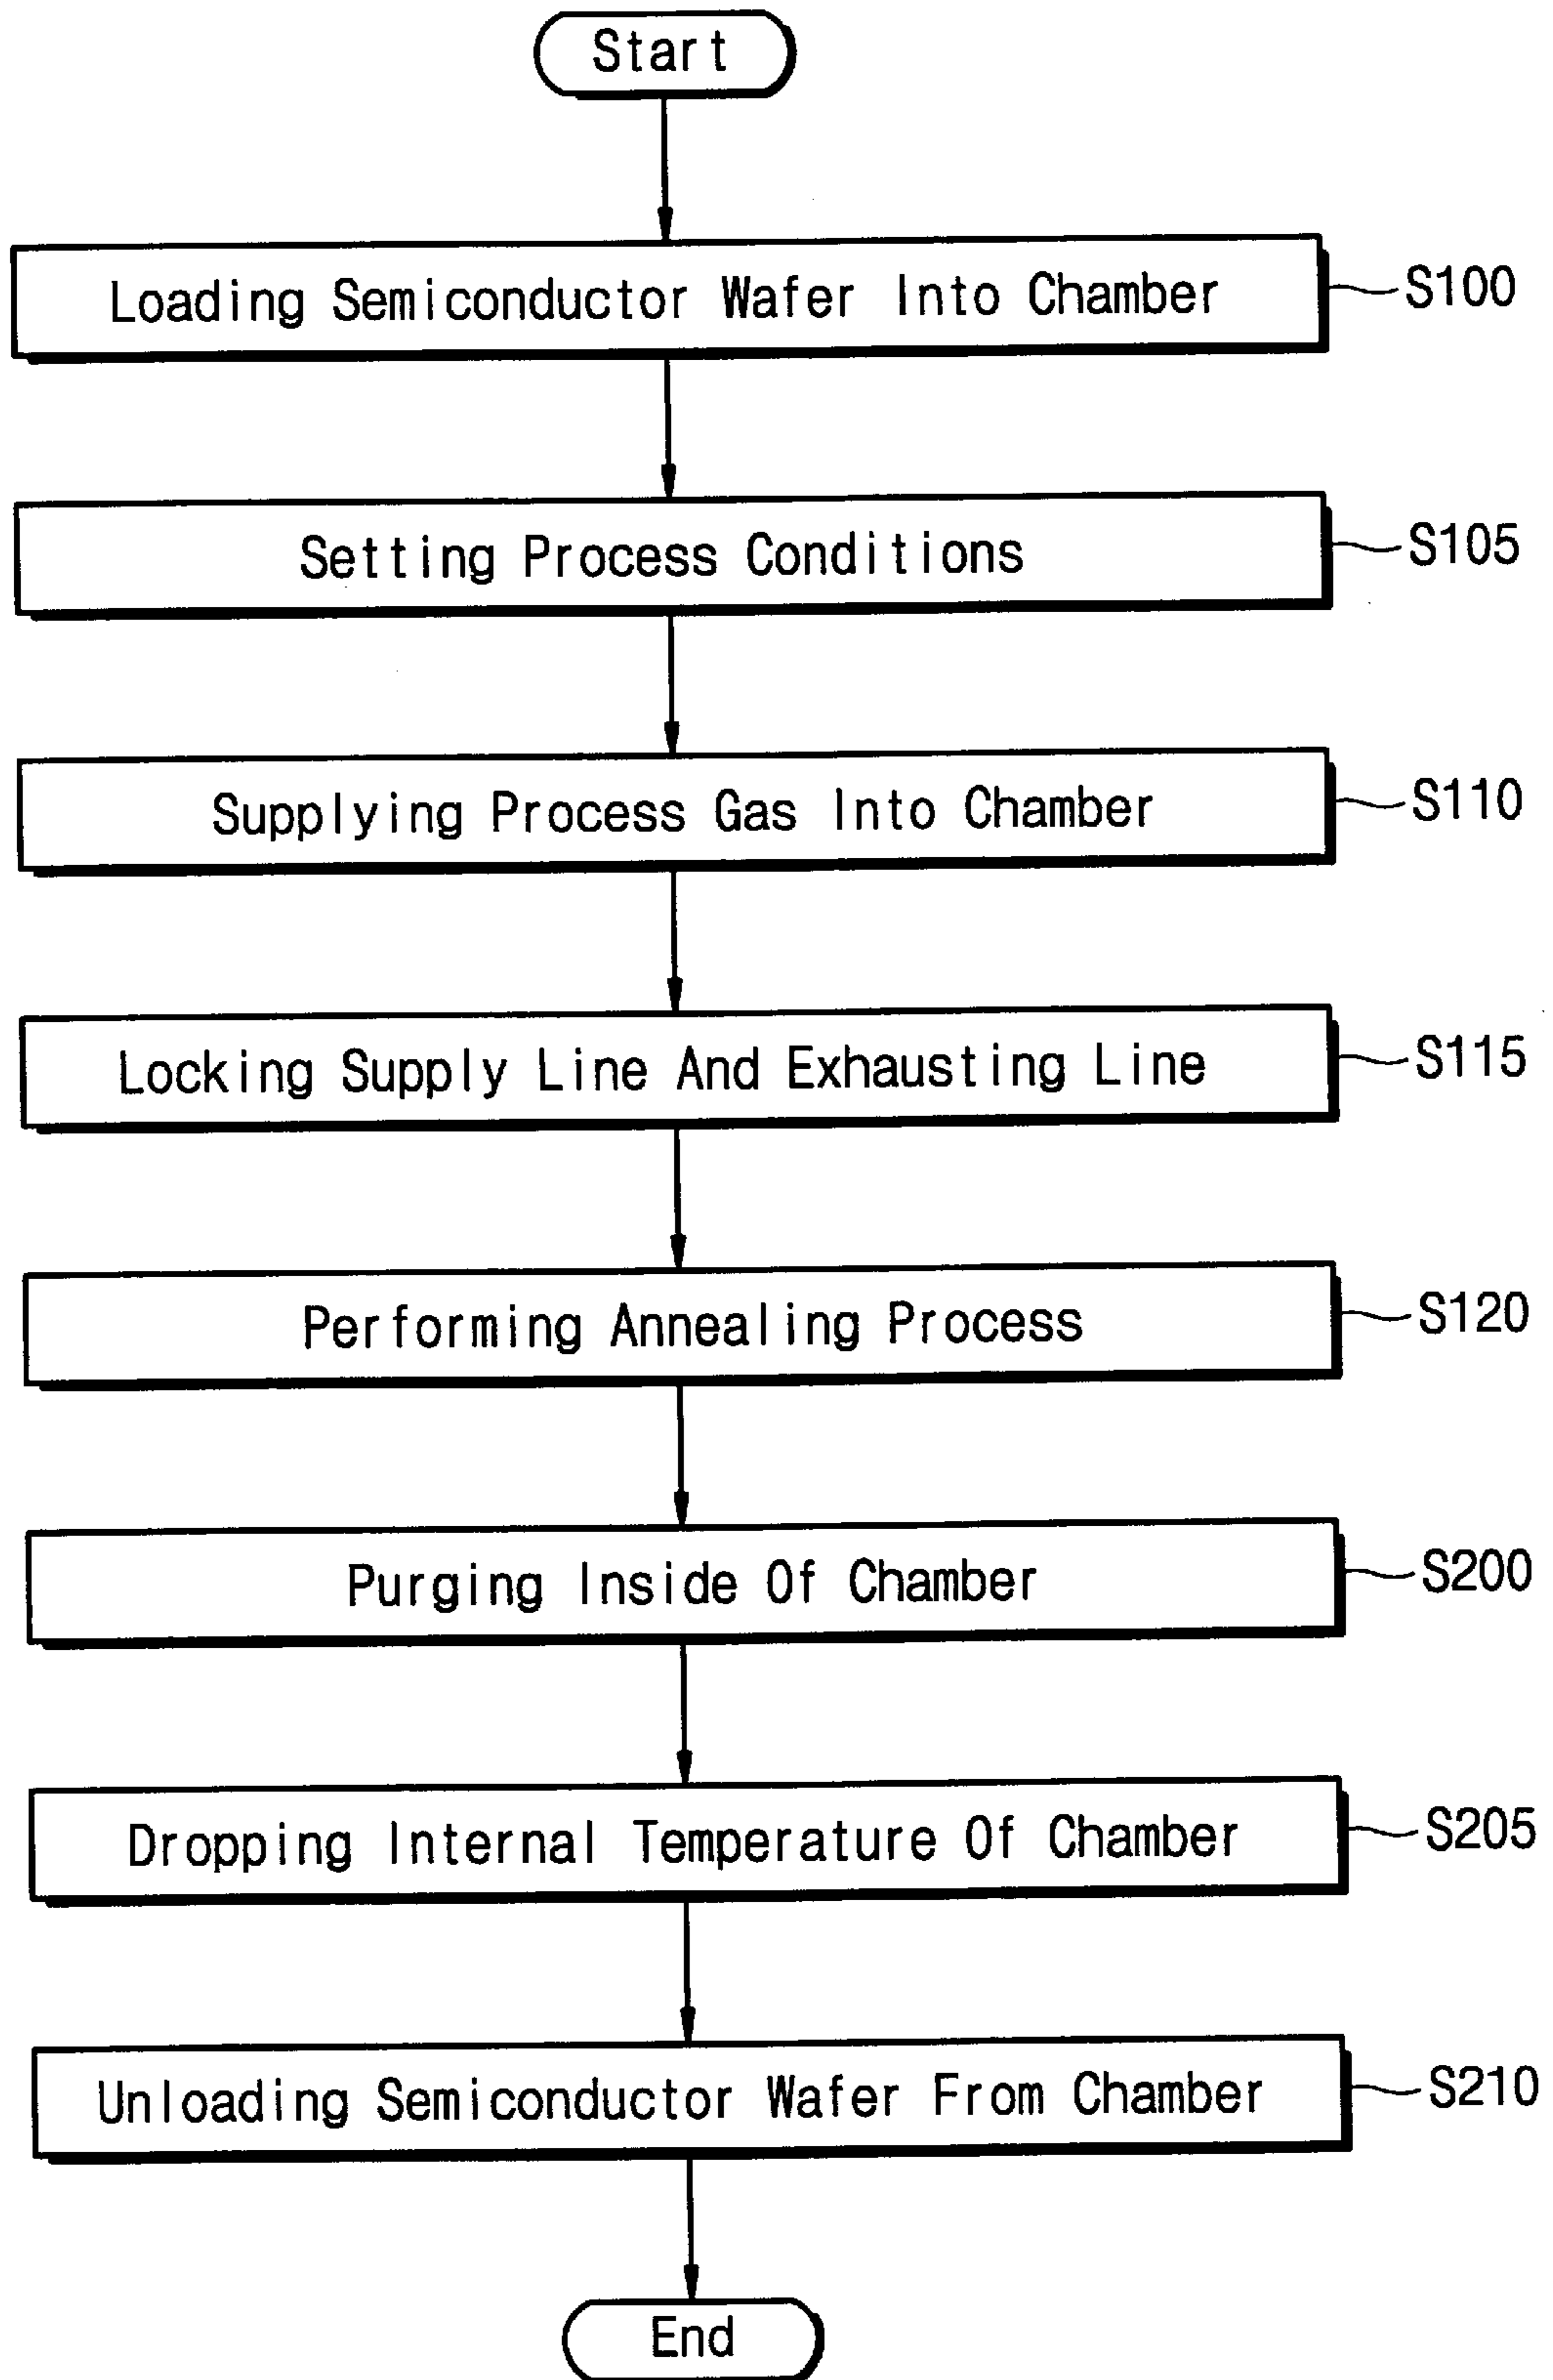 Start
Loading Semiconductor Wafer Into Chamber
S100
Setting Process Conditions
S105
Supplying Process Gas Into Chamber
S110
Locking Supply Line And Exhausting Line
S115
Performing Annealing Process
S120
Purging Inside Of Chamber
S200
Dropping Internal Temperature Of Chamber
S205
Unloading Semiconductor Wafer From Chamber
S210
End